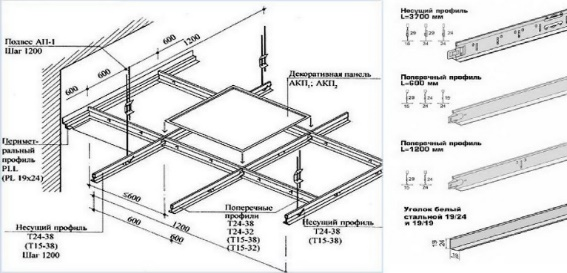 Подвес АП-1
Шаг 1200
600
1200
600
600
Декоративная панель
АКП₁; АКП₂
Перимет-
ральный
профиль
PLL
(PL 19x24)
≤600
600
1200
600
Несущий профиль
Т24-38
(Т15-38)
Шаг 1200
Поперечные
профили
Т24-38
Т24-32
(Т15-38)
(Т15-32)
Несущий профиль
Т24-38
(Т15-38)
Несущий профиль
L=3700 мм
Поперечный профиль
L=600 мм
Поперечный профиль
L=1200 мм
Уголок белый
стальной 19/24
и 19/19